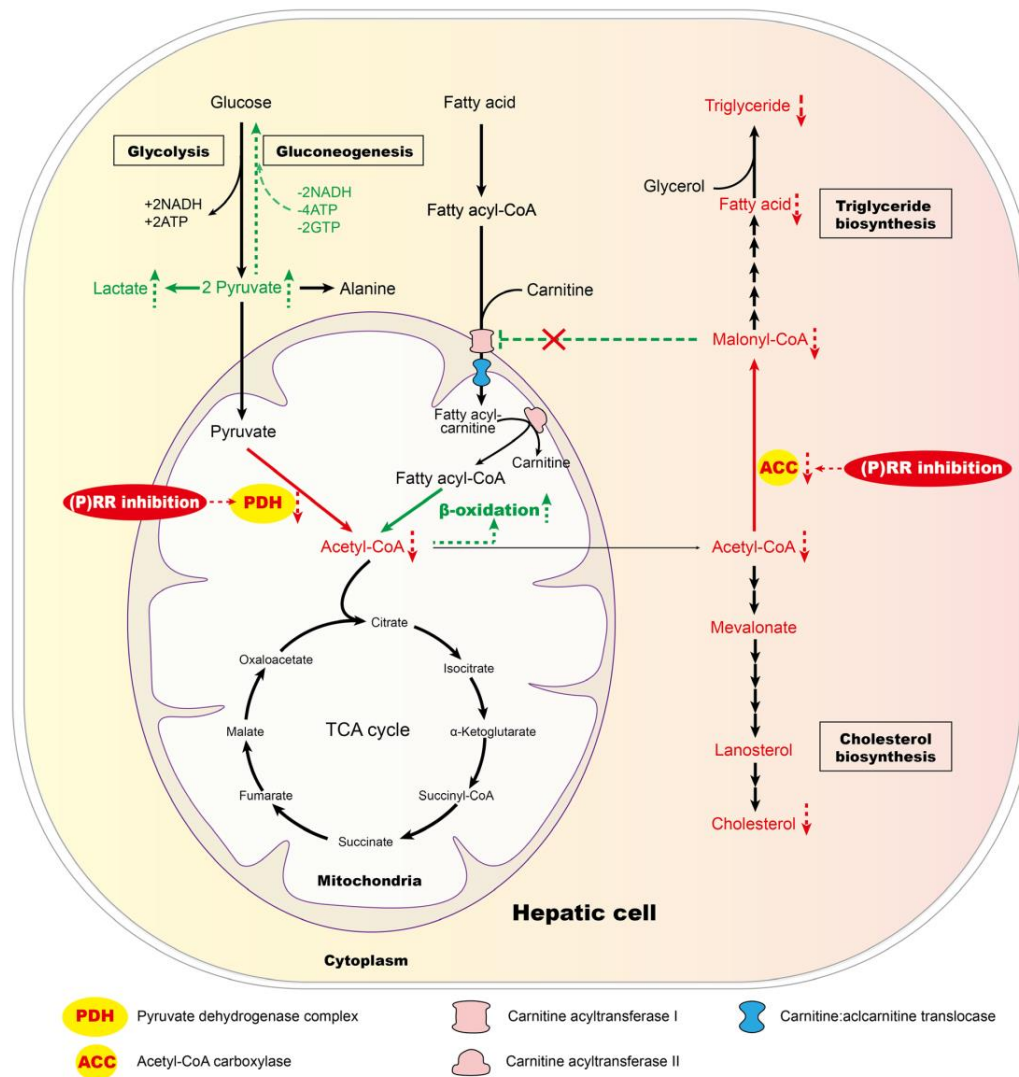 Glucose
Fatty acid
Triglyceride
Glycolysis
Gluconeogenesis
Glycerol
+2NADH
+2ATP
-2NADH
-4ATP
-2GTP
Fatty acyl-CoA
Fatty acid
Triglyceride
biosynthesis
Lactate
2 Pyruvate
Alanine
Carnitine
Malonyl-CoA
Pyruvate
Fatty acyl-
carnitine
Carnitine
Fatty acyl-CoA
(P)RR inhibition
PDH
β-oxidation
ACC
(P)RR inhibition
Acetyl-CoA
Acetyl-CoA
Citrate
Mevalonate
Oxaloacetate
Isocitrate
Malate
TCA cycle
α-Ketoglutarate
Lanosterol
Cholesterol
biosynthesis
Fumarate
Succinyl-CoA
Succinate
Cholesterol
Mitochondria
Hepatic cell
Cytoplasm
PDH
Pyruvate dehydrogenase complex
Carnitine acyltransferase I
Carnitine:aclcarnitine translocase
ACC
Acetyl-CoA carboxylase
Carnitine acyltransferase II